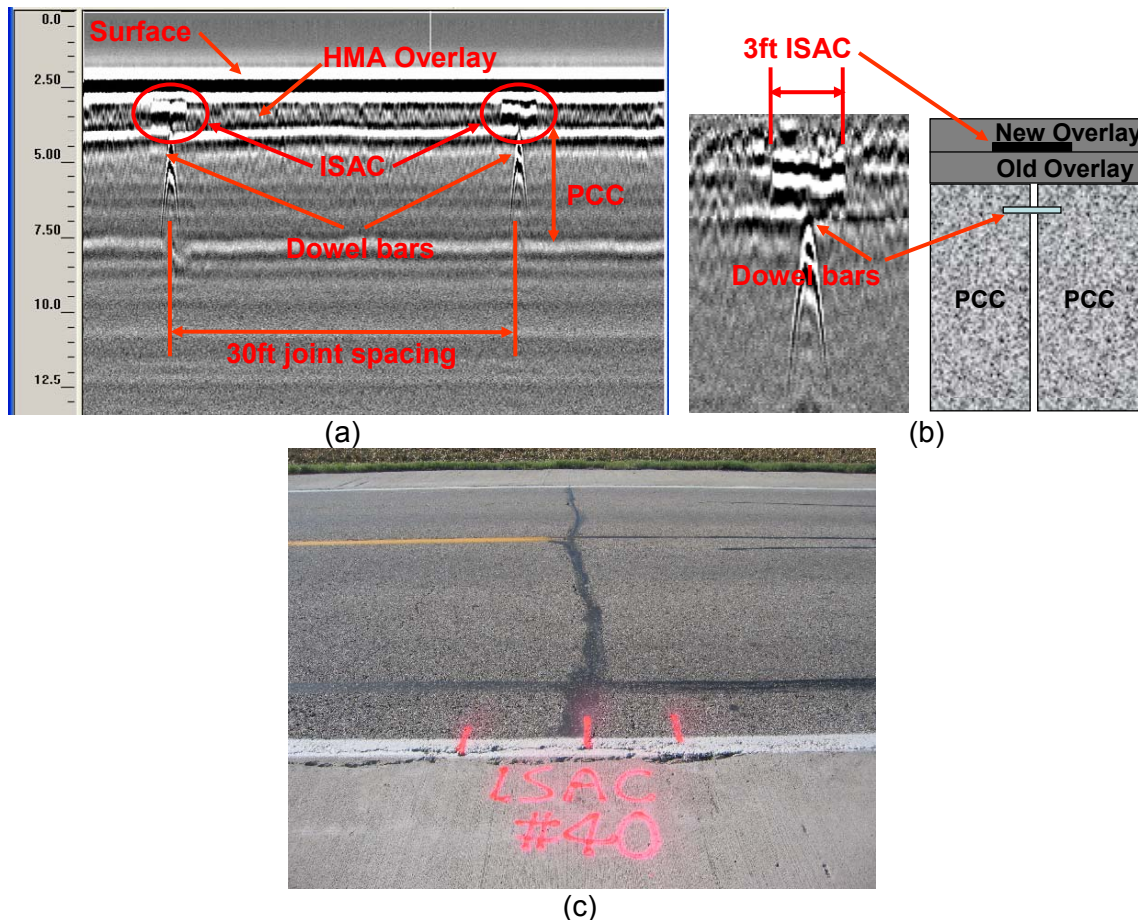 0.0
2.50
5.00
7.50
10.0
12.5
Surface
HMA Overlay
ISAC
PCC
Dowel bars
30ft joint spacing
(a)
3ft ISAC
New Overlay
Old Overlay
Dowel bars
PCC
PCC
(b)
ISAC
#40
(c)